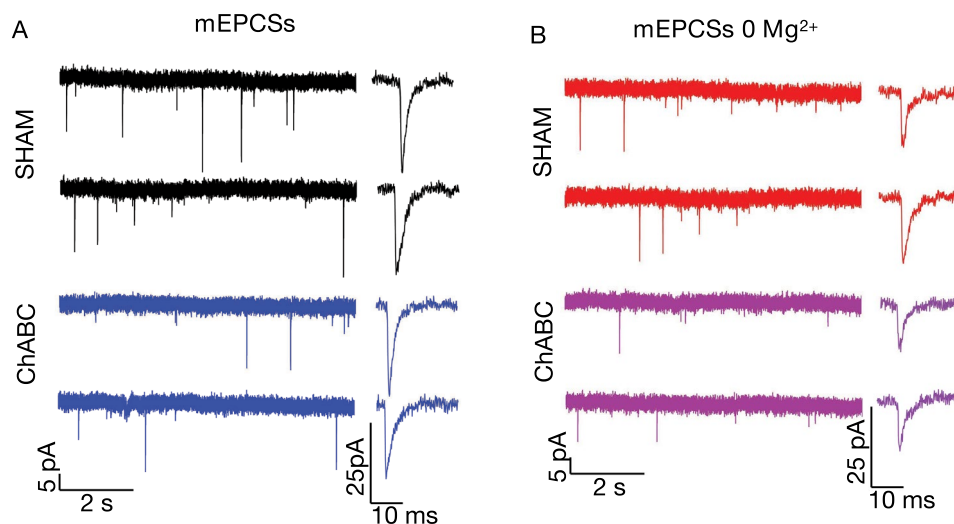 A
mEPCSs
SHAM
ChABC
5 pA
2 s
25pA
10 ms
B
mEPCSs 0 Mg²⁺
SHAM
ChABC
5 pA
2 s
25 pA
10 ms